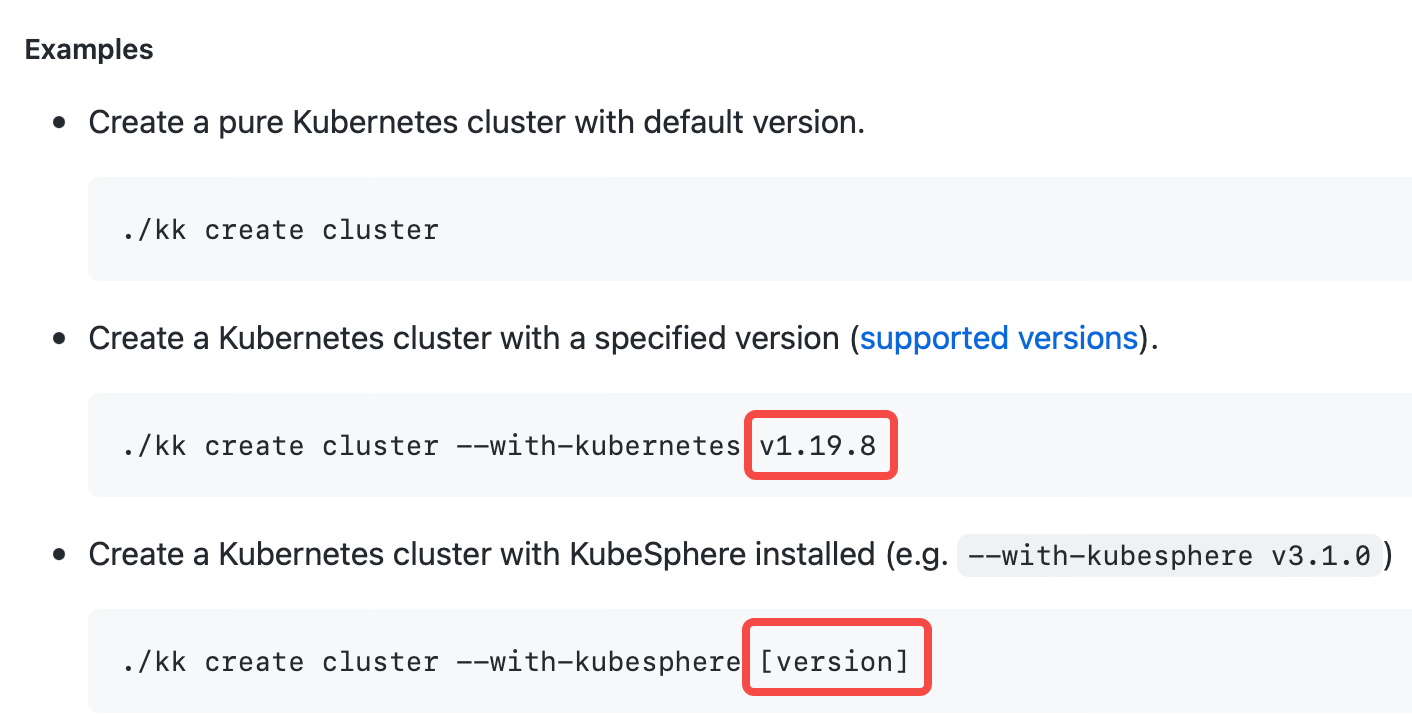 Examples
Create a pure Kubernetes cluster with default version.
./kk create cluster
Create a Kubernetes cluster with a specified version (supported versions).
./kk create cluster --with-kubernetes v1.19.8
Create a Kubernetes cluster with KubeSphere installed (e.g. --with-kubesphere v3.1.0)
./kk create cluster --with-kubesphere [version]